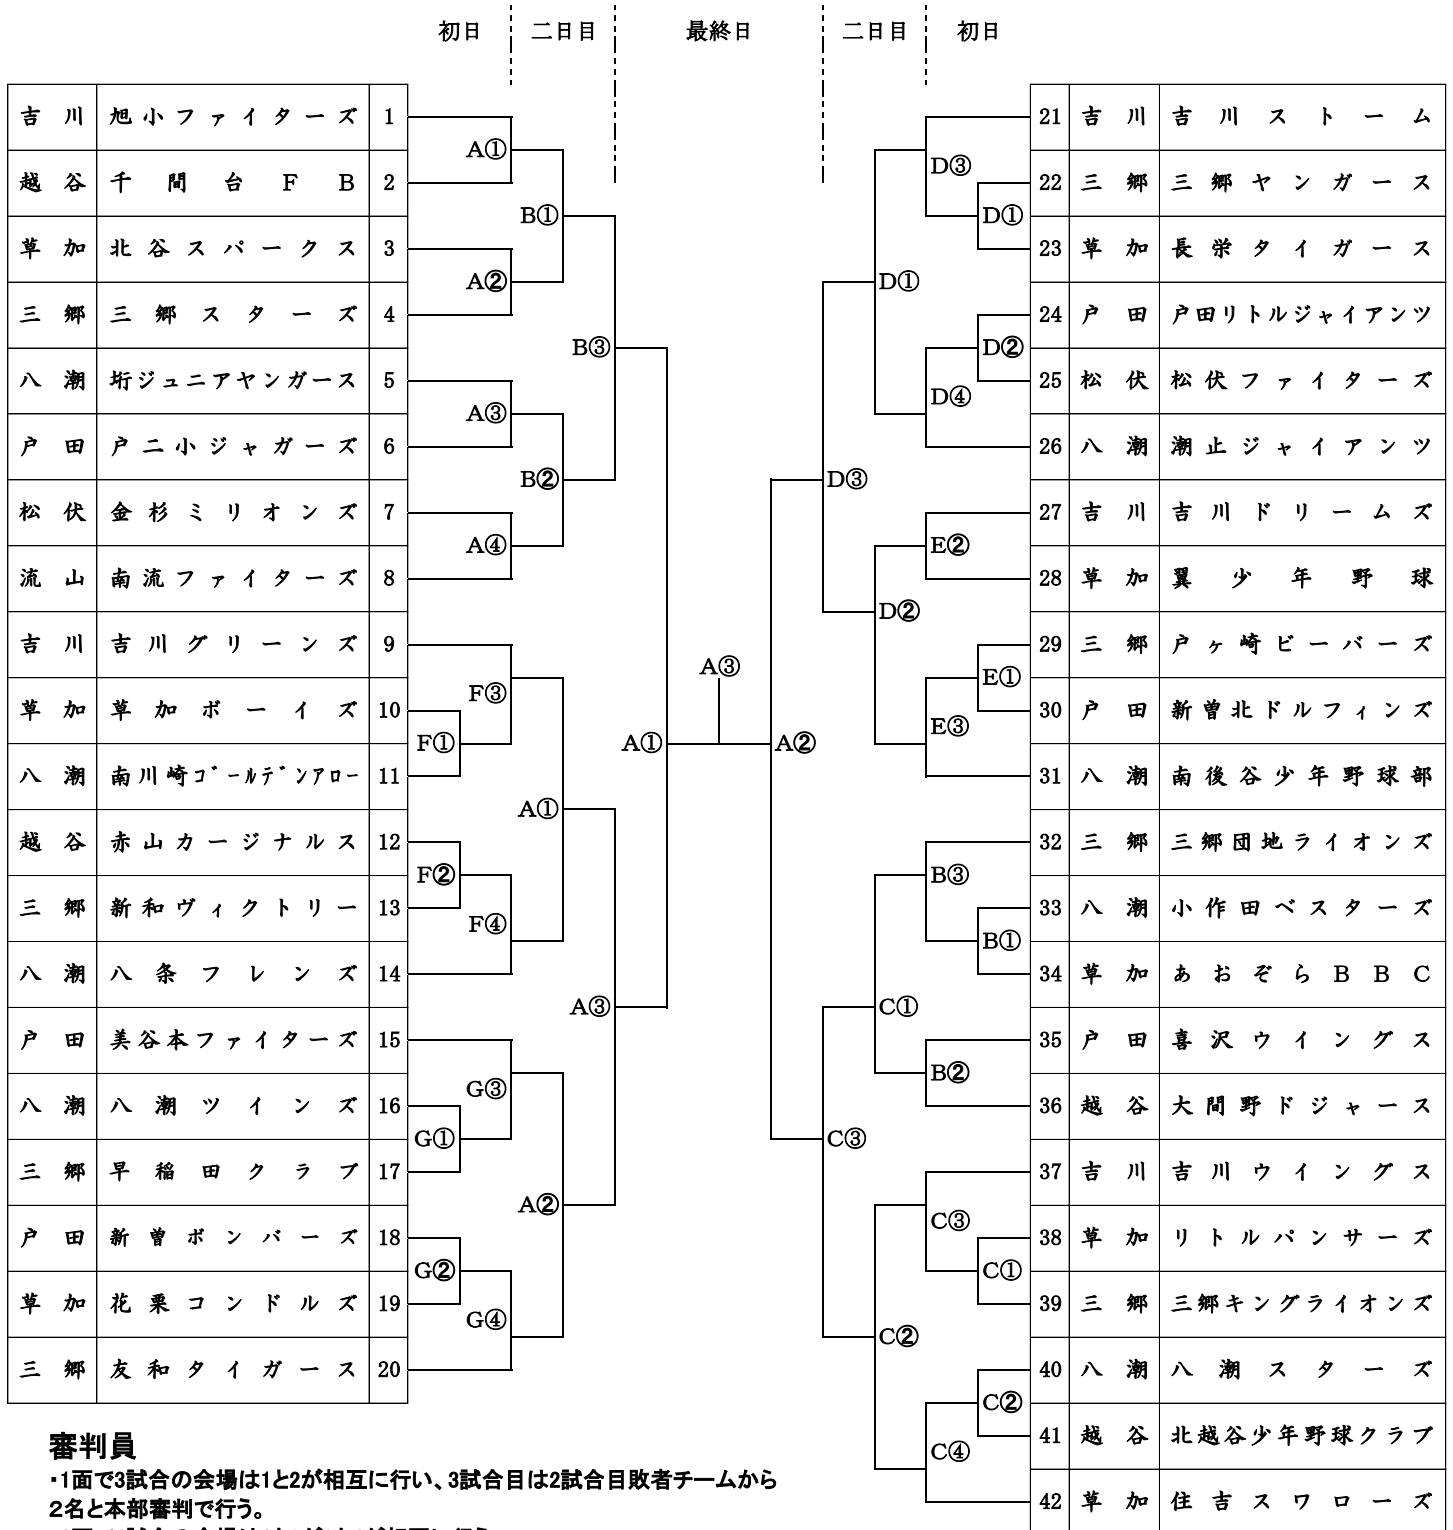 初日 二日目 最終日 二日目 初日
吉川 旭小ファイターズ 1
越谷 千間台FB 2
草加 北谷スパークス 3
三郷 三郷スターズ 4
八潮 垳ジュニアヤンガース 5
戸田 戸二小ジャガーズ 6
松伏 金杉ミリオンズ 7
流山 南流ファイターズ 8
吉川 吉川グリーンズ 9
草加 草加ボーイズ 10
八潮 南川崎ゴールデンアロー 11
越谷 赤山カージナルス 12
三郷 新和ヴィクトリー 13
八潮 八条フレンズ 14
戸田 美谷本ファイターズ 15
八潮 八潮ツインズ 16
三郷 早稲田クラブ 17
戸田 新曽ボンバーズ 18
草加 花栗コンドルズ 19
三郷 友和タイガース 20
A①
B①
A②
B③
A③
B②
A④
F③
F①
A①
F②
F④
A③
G③
G①
A②
G②
G④
A①
A③
A②
D③
D①
D①
D②
D④
D③
E②
D②
E①
E③
B③
B①
C①
B②
C③
C③
C①
C②
C②
C④
21 吉川 吉川ストーム
22 三郷 三郷ヤンガース
23 草加 長栄タイガース
24 戸田 戸田リトルジャイアンツ
25 松伏 松伏ファイターズ
26 八潮 潮止ジャイアンツ
27 吉川 吉川ドリームズ
28 草加 翼少年野球
29 三郷 戸ヶ崎ビーバーズ
30 戸田 新曽北ドルフィンズ
31 八潮 南後谷少年野球部
32 三郷 三郷団地ライオンズ
33 八潮 小作田ベスターズ
34 草加 あおぞらBBC
35 戸田 喜沢ウイングス
36 越谷 大間野ドジャース
37 吉川 吉川ウイングス
38 草加 リトルパンサーズ
39 三郷 三郷キングライオンズ
40 八潮 八潮スターズ
41 越谷 北越谷少年野球クラブ
42 草加 住吉スワローズ
審判員
・1面で3試合の会場は1と2が相互に行い、3試合目は2試合目敗者チームから
2名と本部審判で行う。